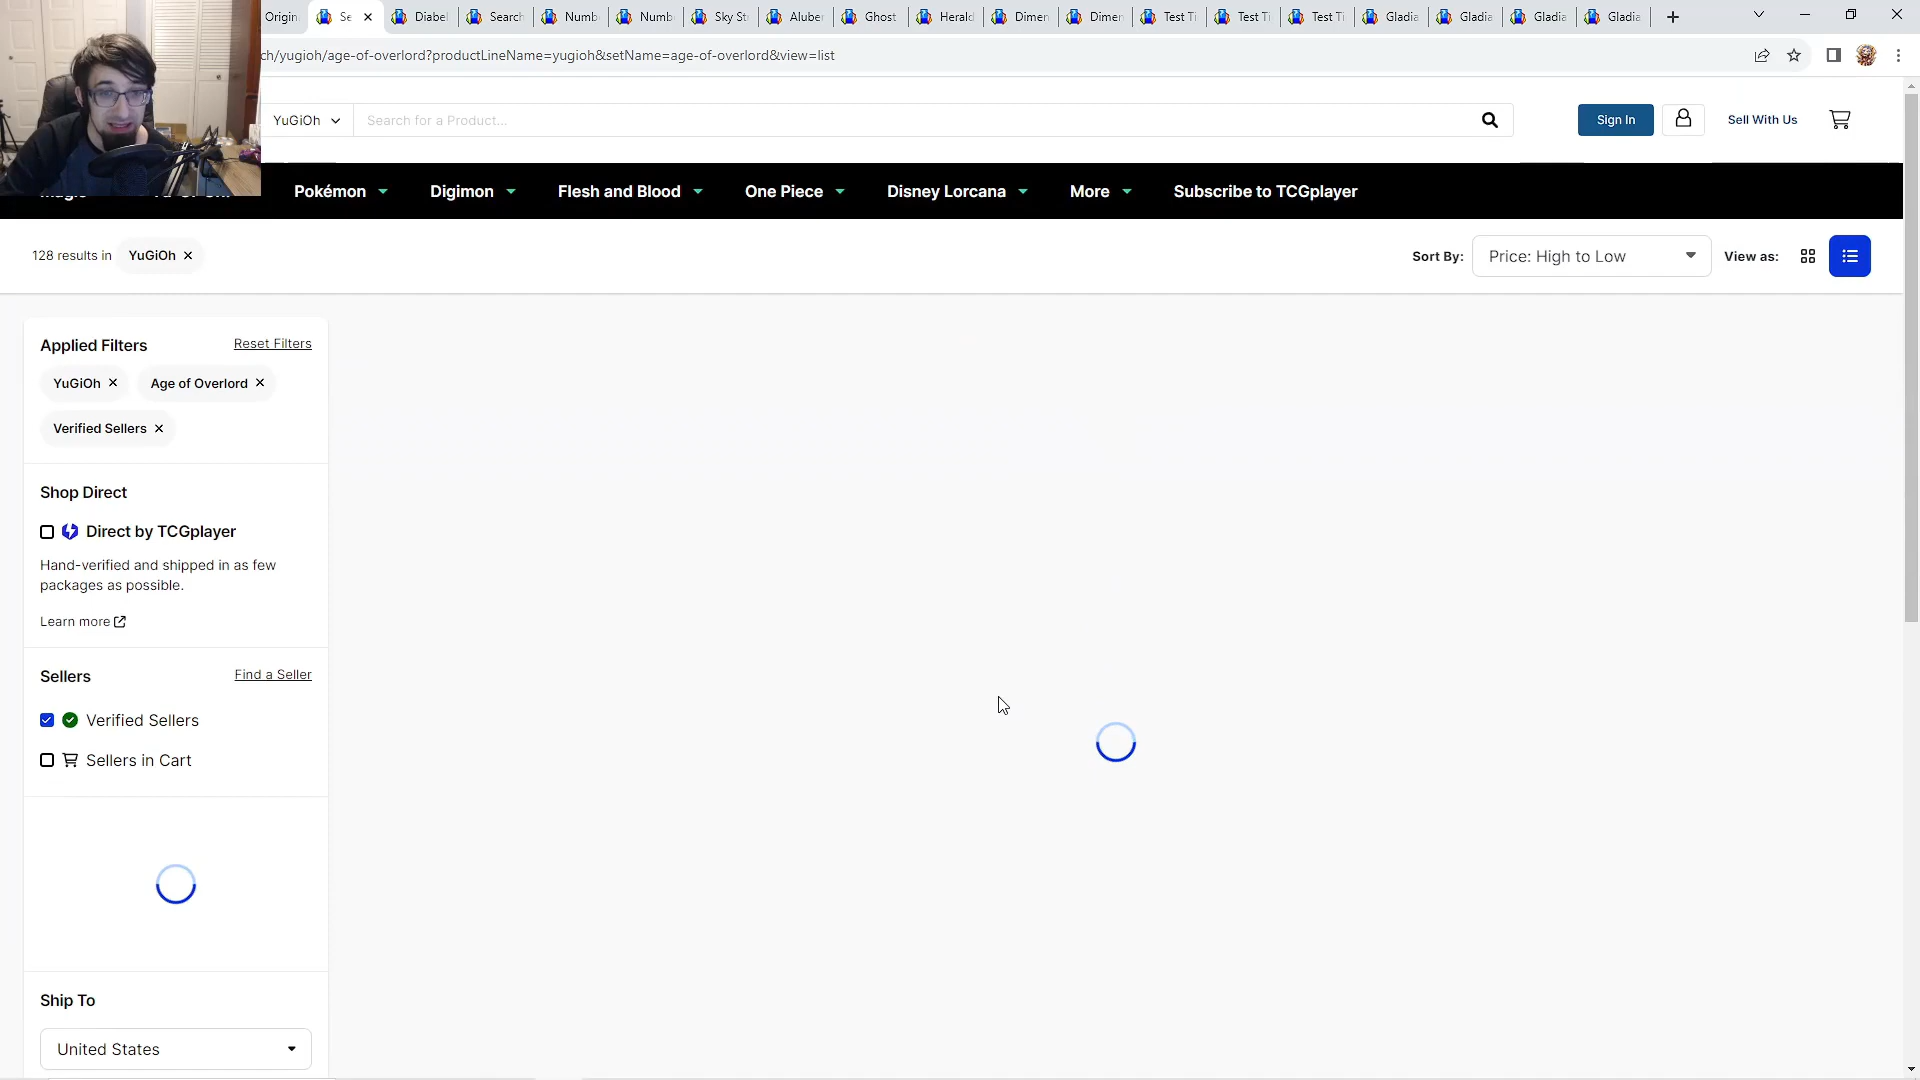 Origin
Se
Diabel
Search
Numb
Numb
Sky St
Aluber
Ghost
Herald
Dimen
Dimen
Test Ti
Test Ti
Test Ti
Gladia
Gladia
Gladia
Gladia
ch/yugioh/age-of-overlord?productLineName=yugioh&setName=age-of-overlord&view=list
YuGiOh
Search for a Product...
Sign In
Sell With Us
Pokémon
Digimon
Flesh and Blood
One Piece
Disney Lorcana
More
Subscribe to TCGplayer
128 results in YuGiOh
Sort By: Price: High to Low
View as:
Applied Filters
Reset Filters
YuGiOh
Age of Overlord
Verified Sellers
Shop Direct
Direct by TCGplayer
Hand-verified and shipped in as few
packages as possible.
Learn more
Sellers
Find a Seller
Verified Sellers
Sellers in Cart
Ship To
United States